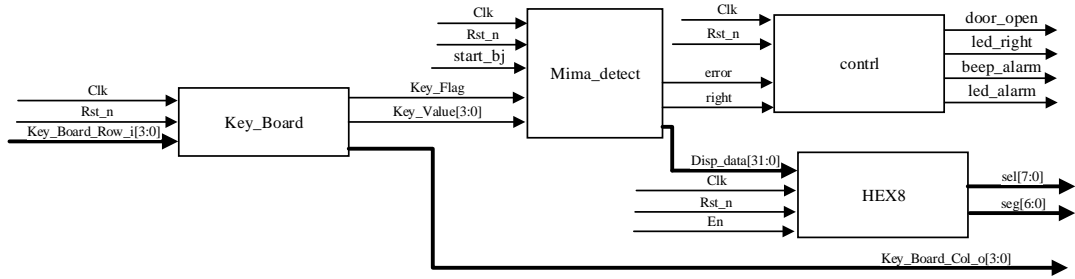 Clk
Rst_n
Key_Board_Row_i[3:0]
Key_Board
Key_Flag
Key_Value[3:0]
Clk
Rst_n
start_bj
Mima_detect
error
right
Clk
Rst_n
contrl
door_open
led_right
beep_alarm
led_alarm
Disp_data[31:0]
Clk
Rst_n
En
HEX8
sel[7:0]
seg[6:0]
Key_Board_Col_o[3:0]